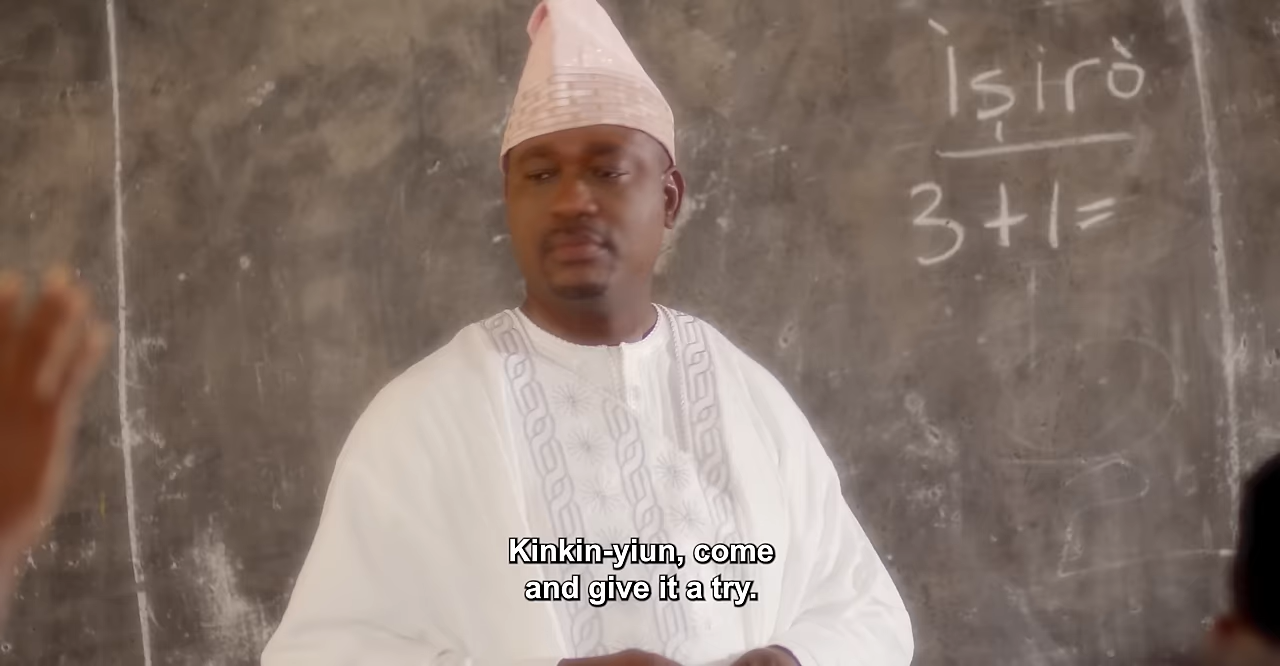 Ìṣirò
3+1=
Kinkin-yiun, come
and give it a try.